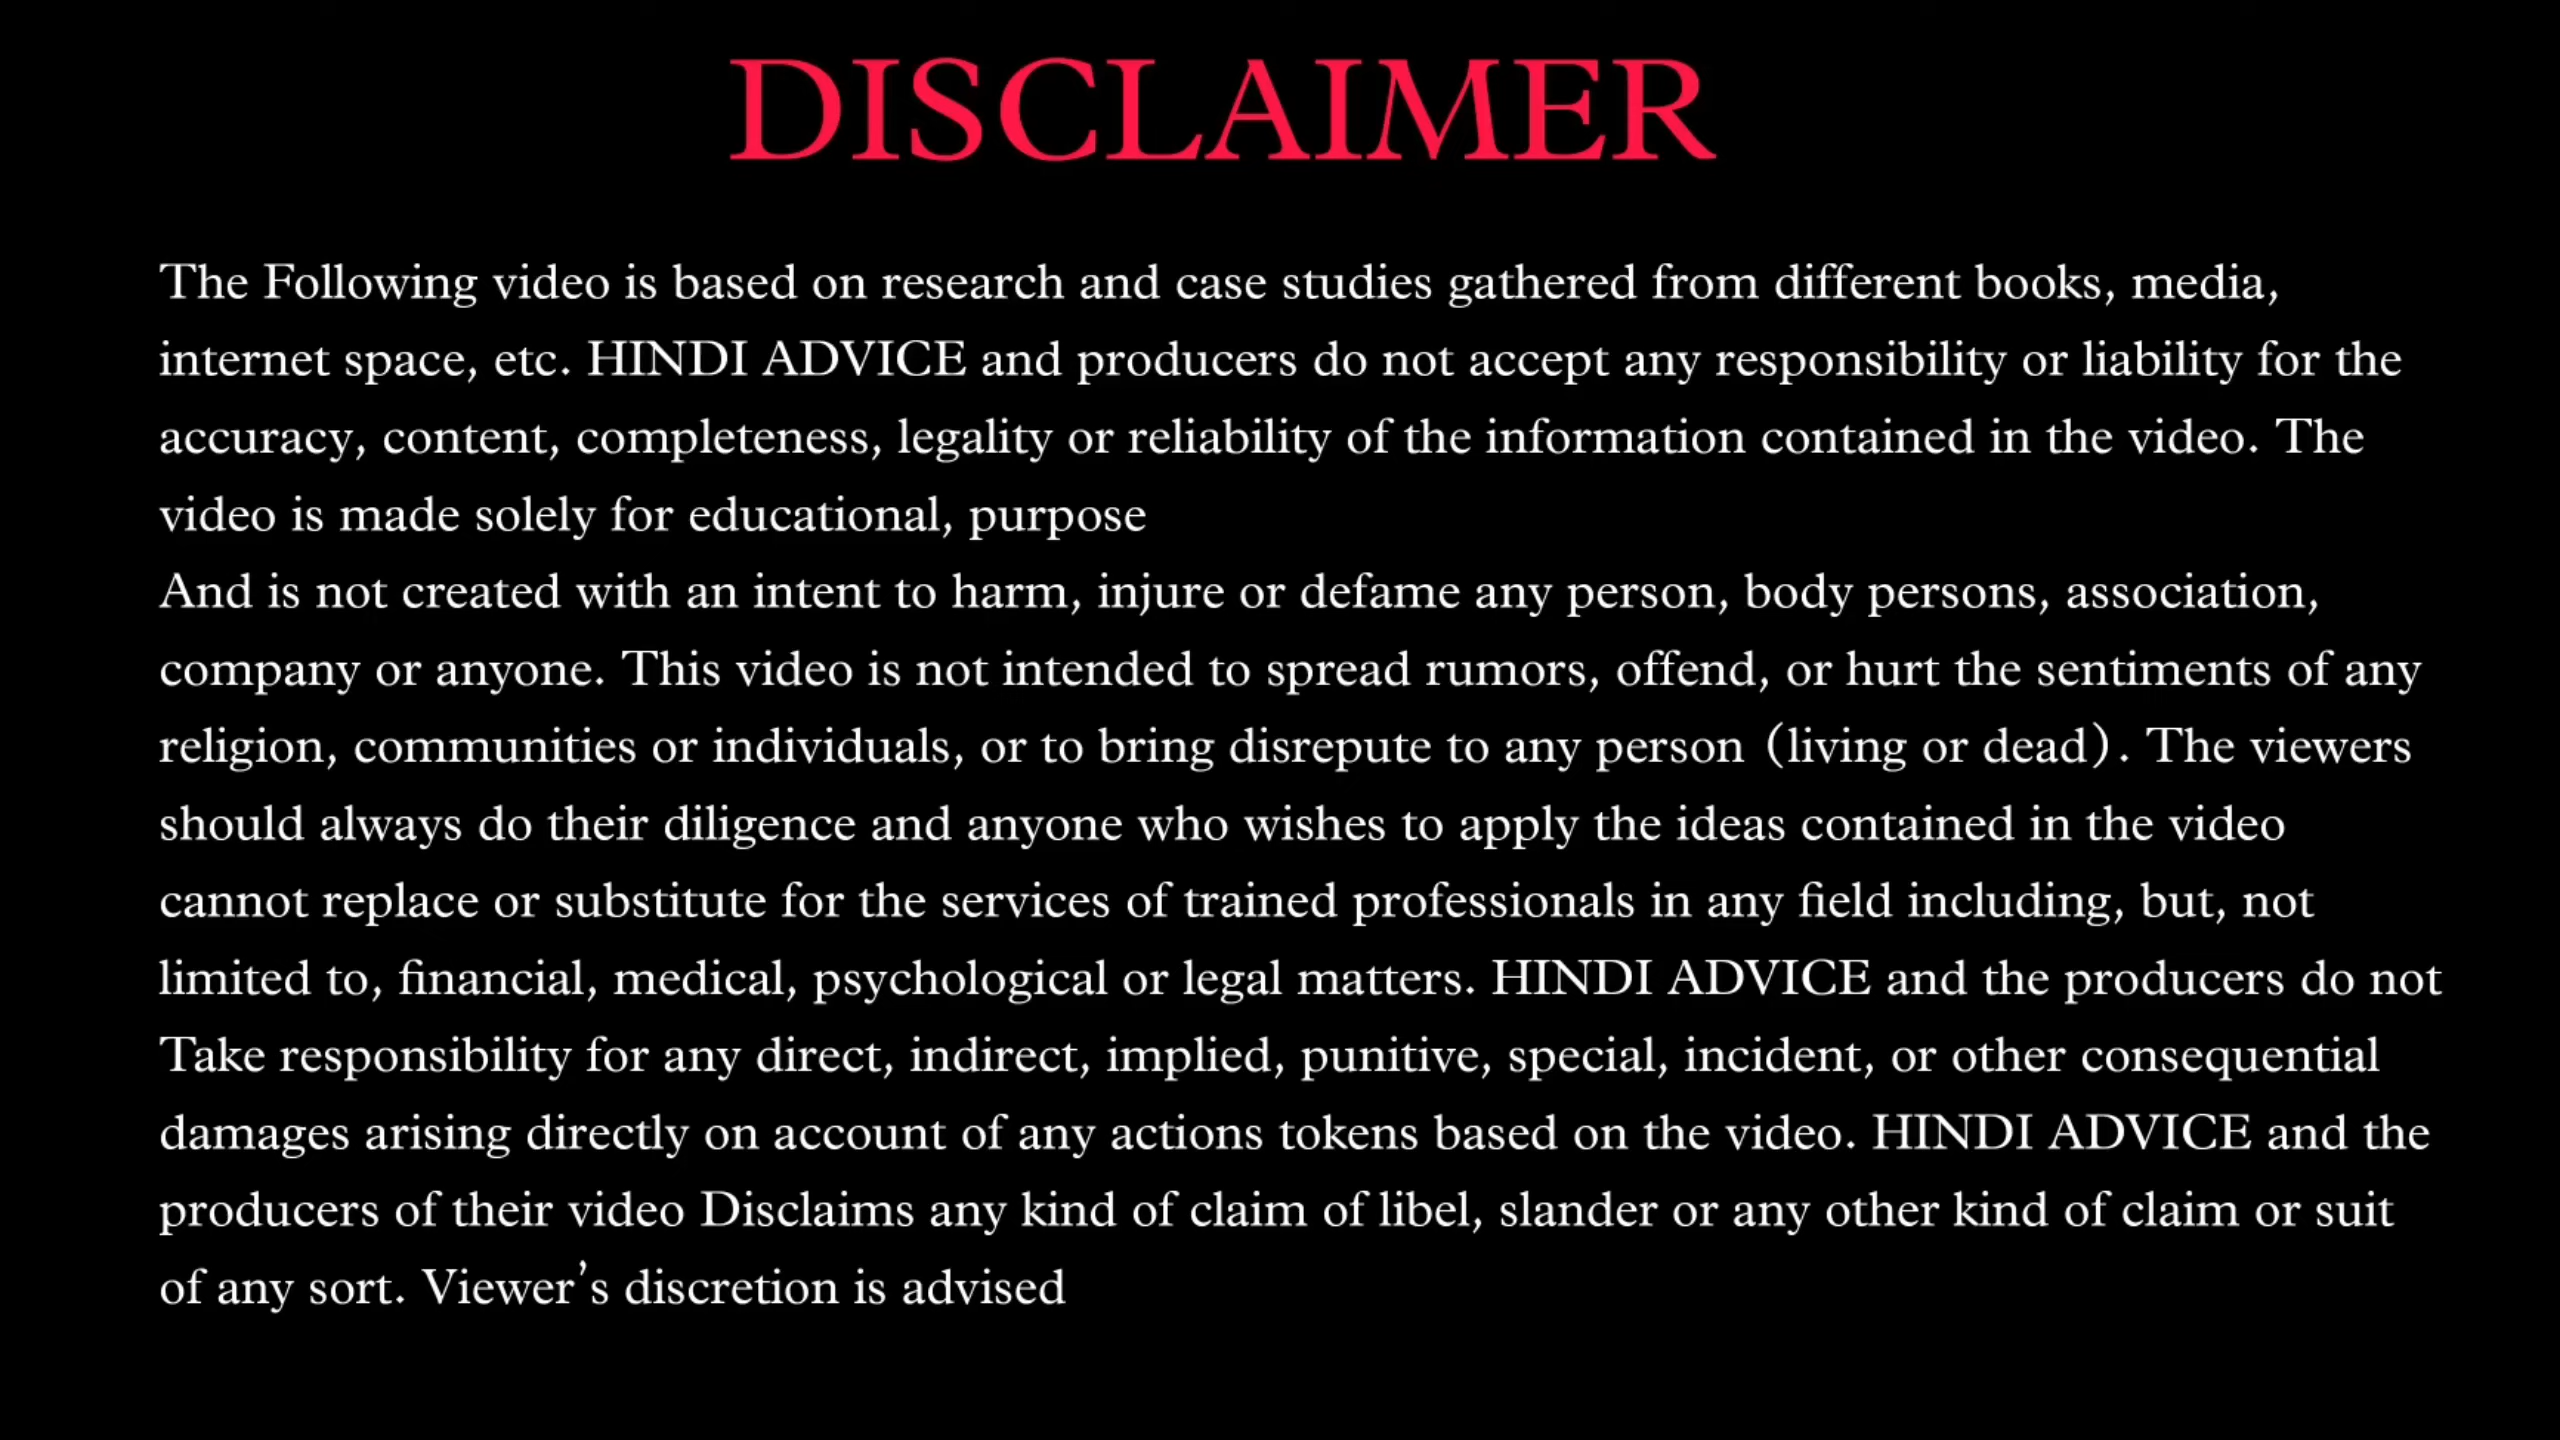 DISCLAIMER
The Following video is based on research and case studies gathered from different books, media,
internet space, etc. HINDI ADVICE and producers do not accept any responsibility or liability for the
accuracy, content, completeness, legality or reliability of the information contained in the video. The
video is made solely for educational, purpose
And is not created with an intent to harm, injure or defame any person, body persons, association,
company or anyone. This video is not intended to spread rumors, offend, or hurt the sentiments of any
religion, communities or individuals, or to bring disrepute to any person (living or dead). The viewers
should always do their diligence and anyone who wishes to apply the ideas contained in the video
cannot replace or substitute for the services of trained professionals in any field including, but, not
limited to, financial, medical, psychological or legal matters. HINDI ADVICE and the producers do not
Take responsibility for any direct, indirect, implied, punitive, special, incident, or other consequential
damages arising directly on account of any actions tokens based on the video. HINDI ADVICE and the
producers of their video Disclaims any kind of claim of libel, slander or any other kind of claim or suit
of any sort. Viewer's discretion is advised